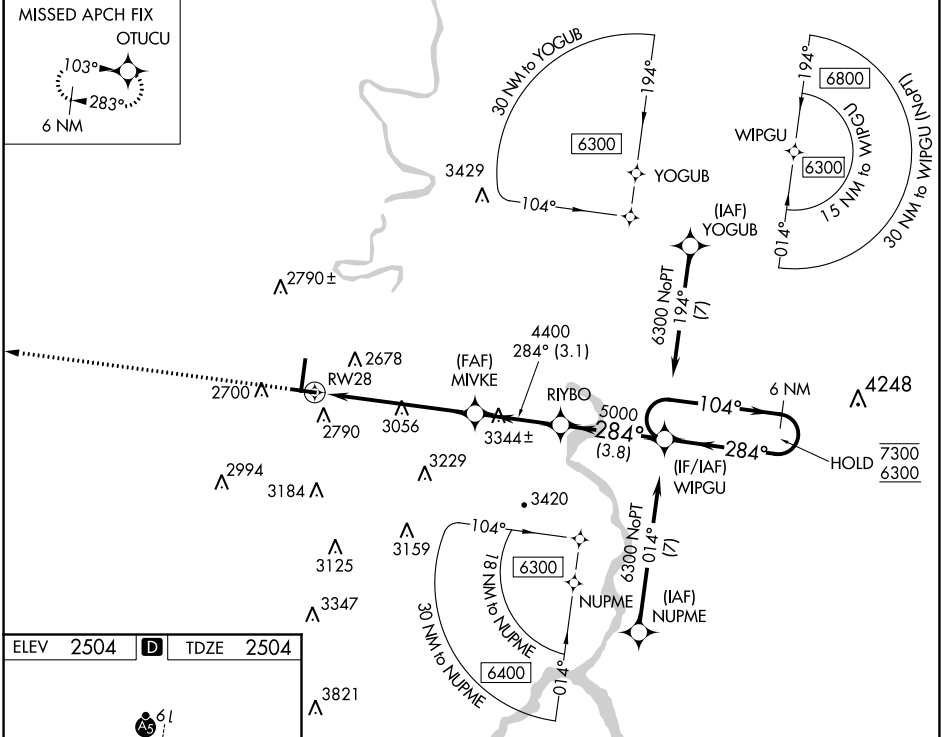 MISSED APCH FIX
OTUCU
103°
283°
6 NM
30 NM to YOGUB
194°
6300
YOGUB
104°
3429
194°
6800
WIPGU
6300
15 NM to WIPGU
30 NM to WIPGU (NoPT)
014°
(IAF)
YOGUB
6300 NoPT
194°
(7)
2790 ±
4400
284° (3.1)
2678
(FAF)
MIVKE
RW28
2700
2790
3056
3344 ±
RIYBO
5000
284°
(3.8)
6 NM
104°
284°
4248
HOLD
7300
6300
(IF/IAF)
WIPGU
2994
3229
3184
3420
3159
3125
3347
3821
104°
6300
18 NM to NUPME
NUPME
6400
30 NM to NUPME
014°
6300 NoPT
014°
(7)
(IAF)
NUPME
ELEV 2504 D TDZE 2504
A5
19